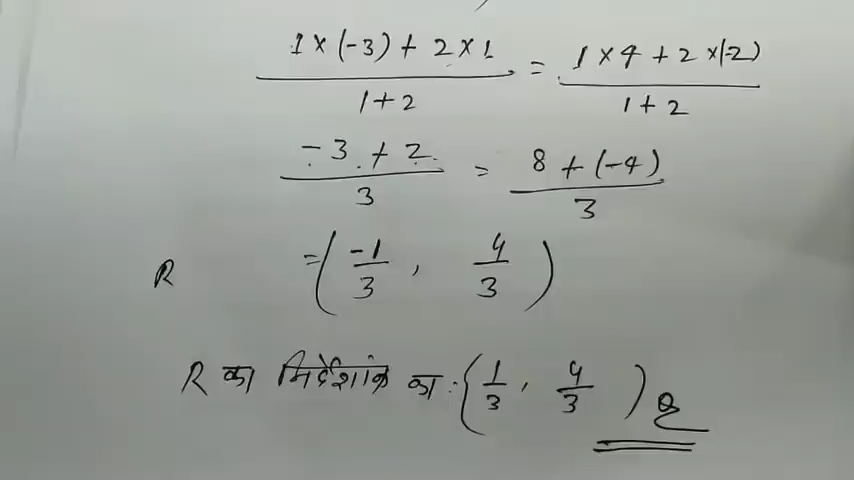 1 × (-3) + 2 × 1 / 1 + 2 = 1 × 4 + 2 × (-2) / 1 + 2
-3 + 2 / 3 = 8 + (-4) / 3
R = ( -1/3 , 4/3 )
R का निर्देशांक का : ( 1/3 , 4/3 )